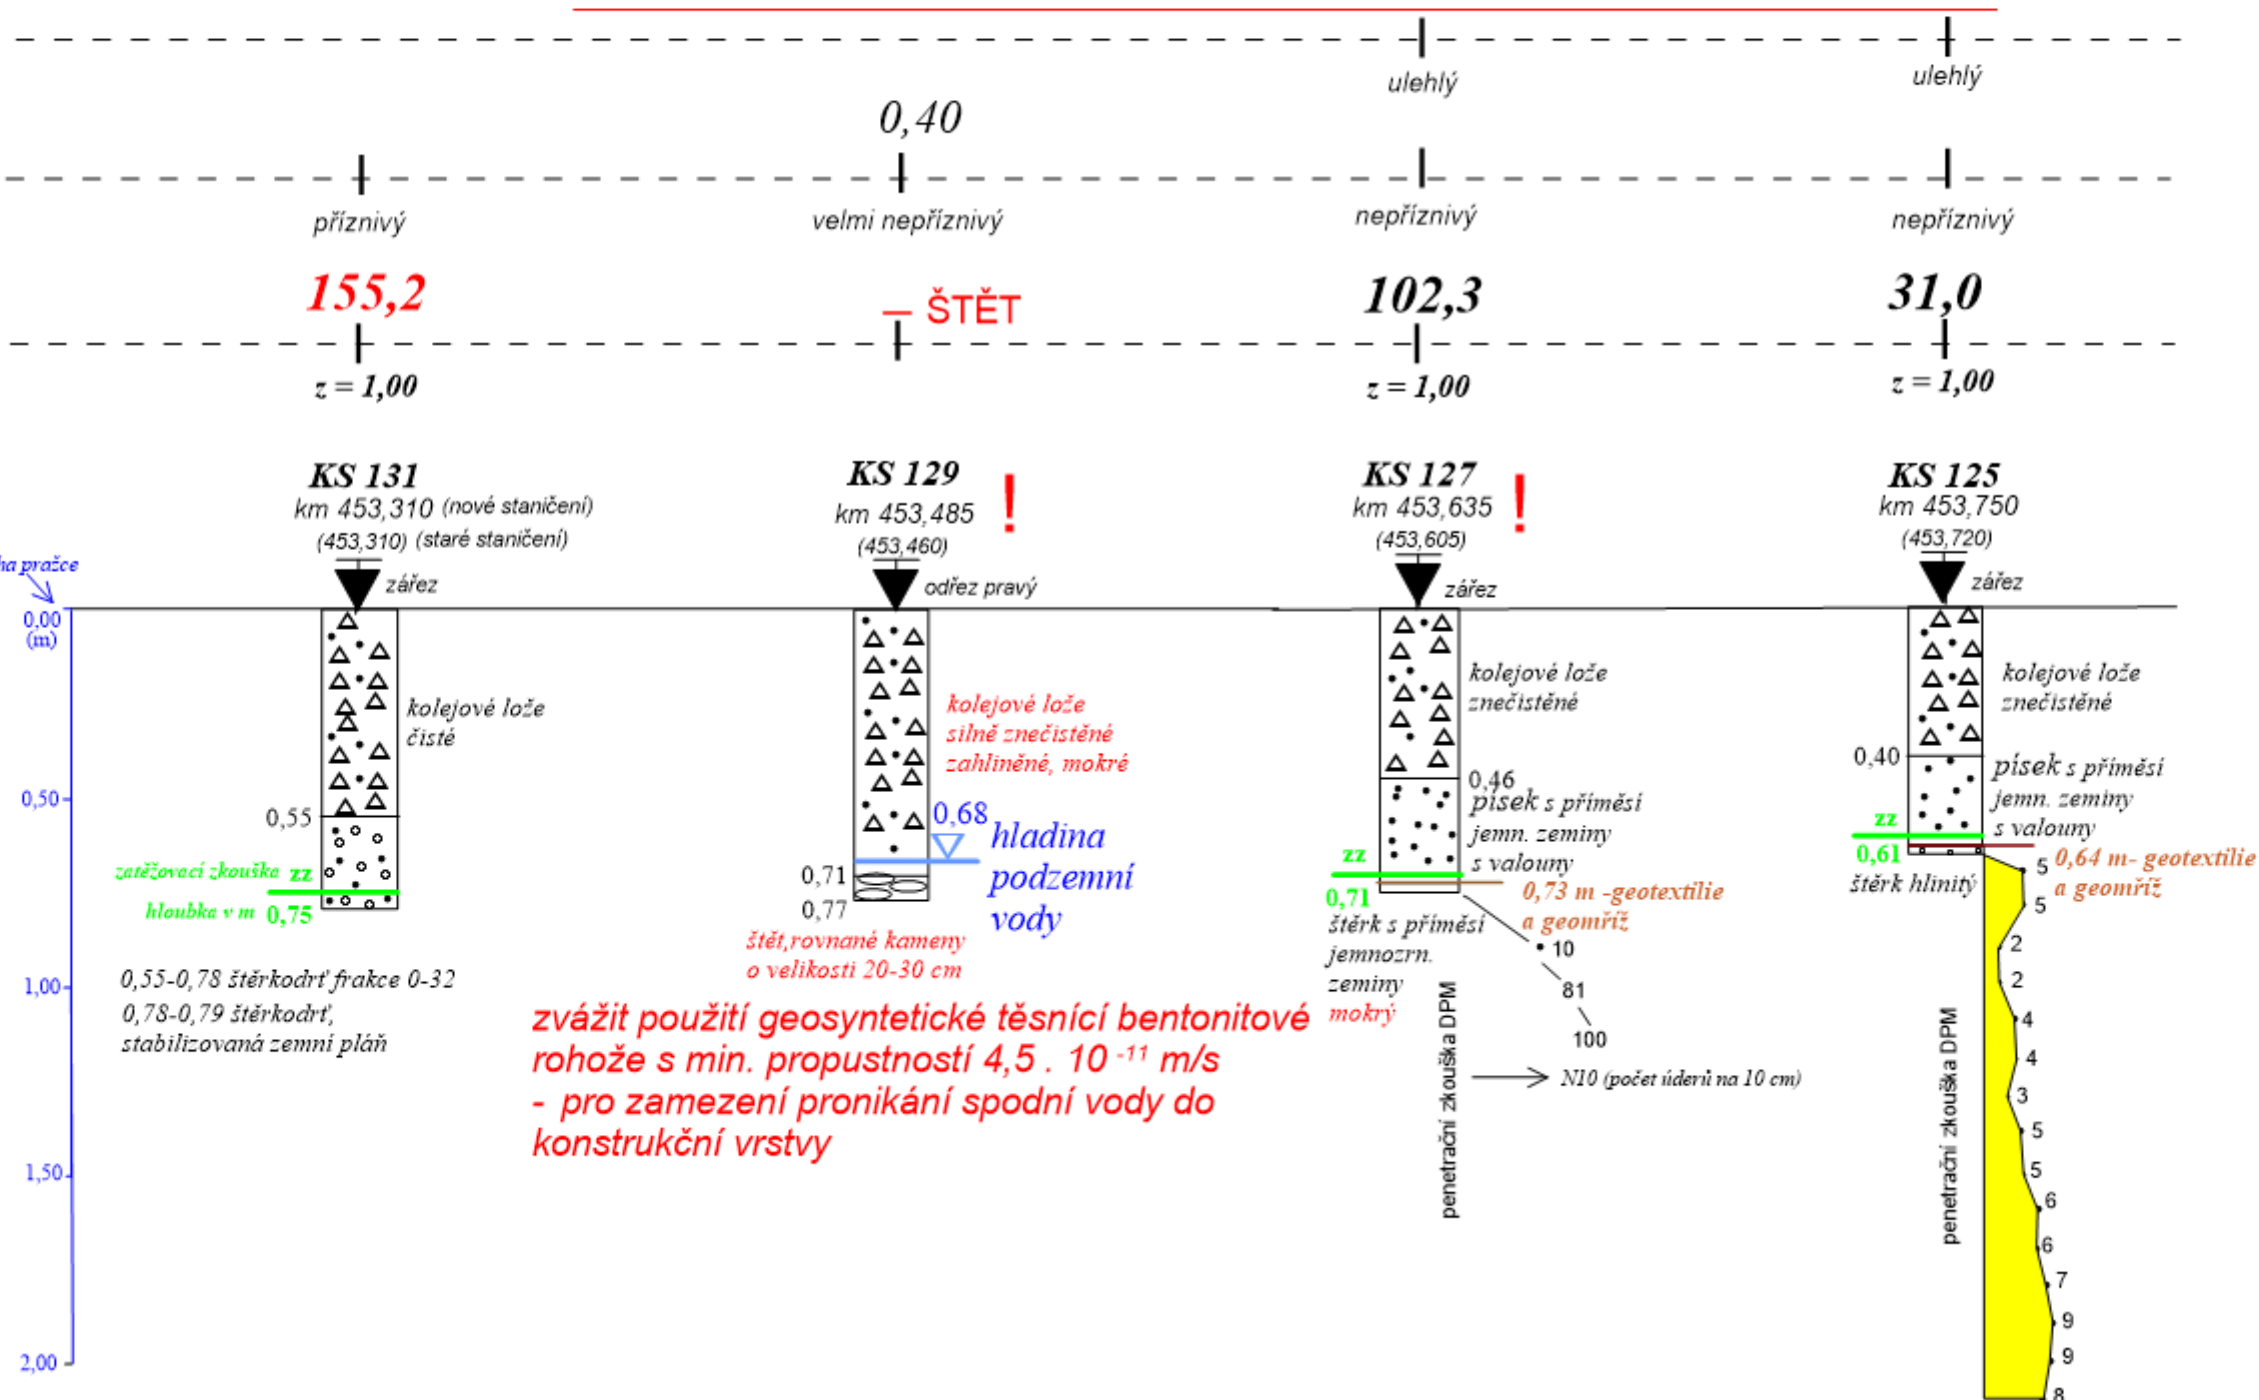 ulehlý
ulehlý
0,40
příznivý
velmi nepříznivý
nepříznivý
nepříznivý
155,2
– ŠTĚT
102,3
31,0
z = 1,00
z = 1,00
z = 1,00
KS 131
km 453,310 (nové staničení)
(453,310) (staré staničení)
zářez
KS 129
!
km 453,485
(453,460)
odřez pravý
KS 127
!
km 453,635
(453,605)
zářez
KS 125
km 453,750
(453,720)
zářez
pražce
0,00
(m)
0,50
1,00
1,50
2,00
kolejové lože
čisté
0,55
zatěžovací zkouška zz
hloubka v m 0,75
0,55-0,78 štěrkodrť frakce 0-32
0,78-0,79 štěrkodrť,
stabilizovaná zemní pláň
kolejové lože
silně znečistěné
zahliněné, mokré
0,68
hladina
podzemní
vody
0,71
0,77
štět,rovnané kameny
o velikosti 20-30 cm
zvážit použití geosyntetické těsnící bentonitové
rohože s min. propustností 4,5 . 10 -11 m/s
- pro zamezení pronikání spodní vody do
konstrukční vrstvy
kolejové lože
znečistěné
0,46
písek s příměsí
jemn. zeminy
s valouny
zz
0,71
0,73 m -geotextílie
a geomříž
štěrk s příměsí
jemnozrn.
zeminy
mokrý
penetrační zkouška DPM
10
81
100
N10 (počet úderů na 10 cm)
kolejové lože
znečistěné
0,40
písek s příměsí
jemn. zeminy
s valouny
zz
0,61
0,64 m- geotextílie
a geomříž
štěrk hlinitý
penetrační zkouška DPM
5
5
2
2
4
4
3
5
5
6
6
7
9
9
8